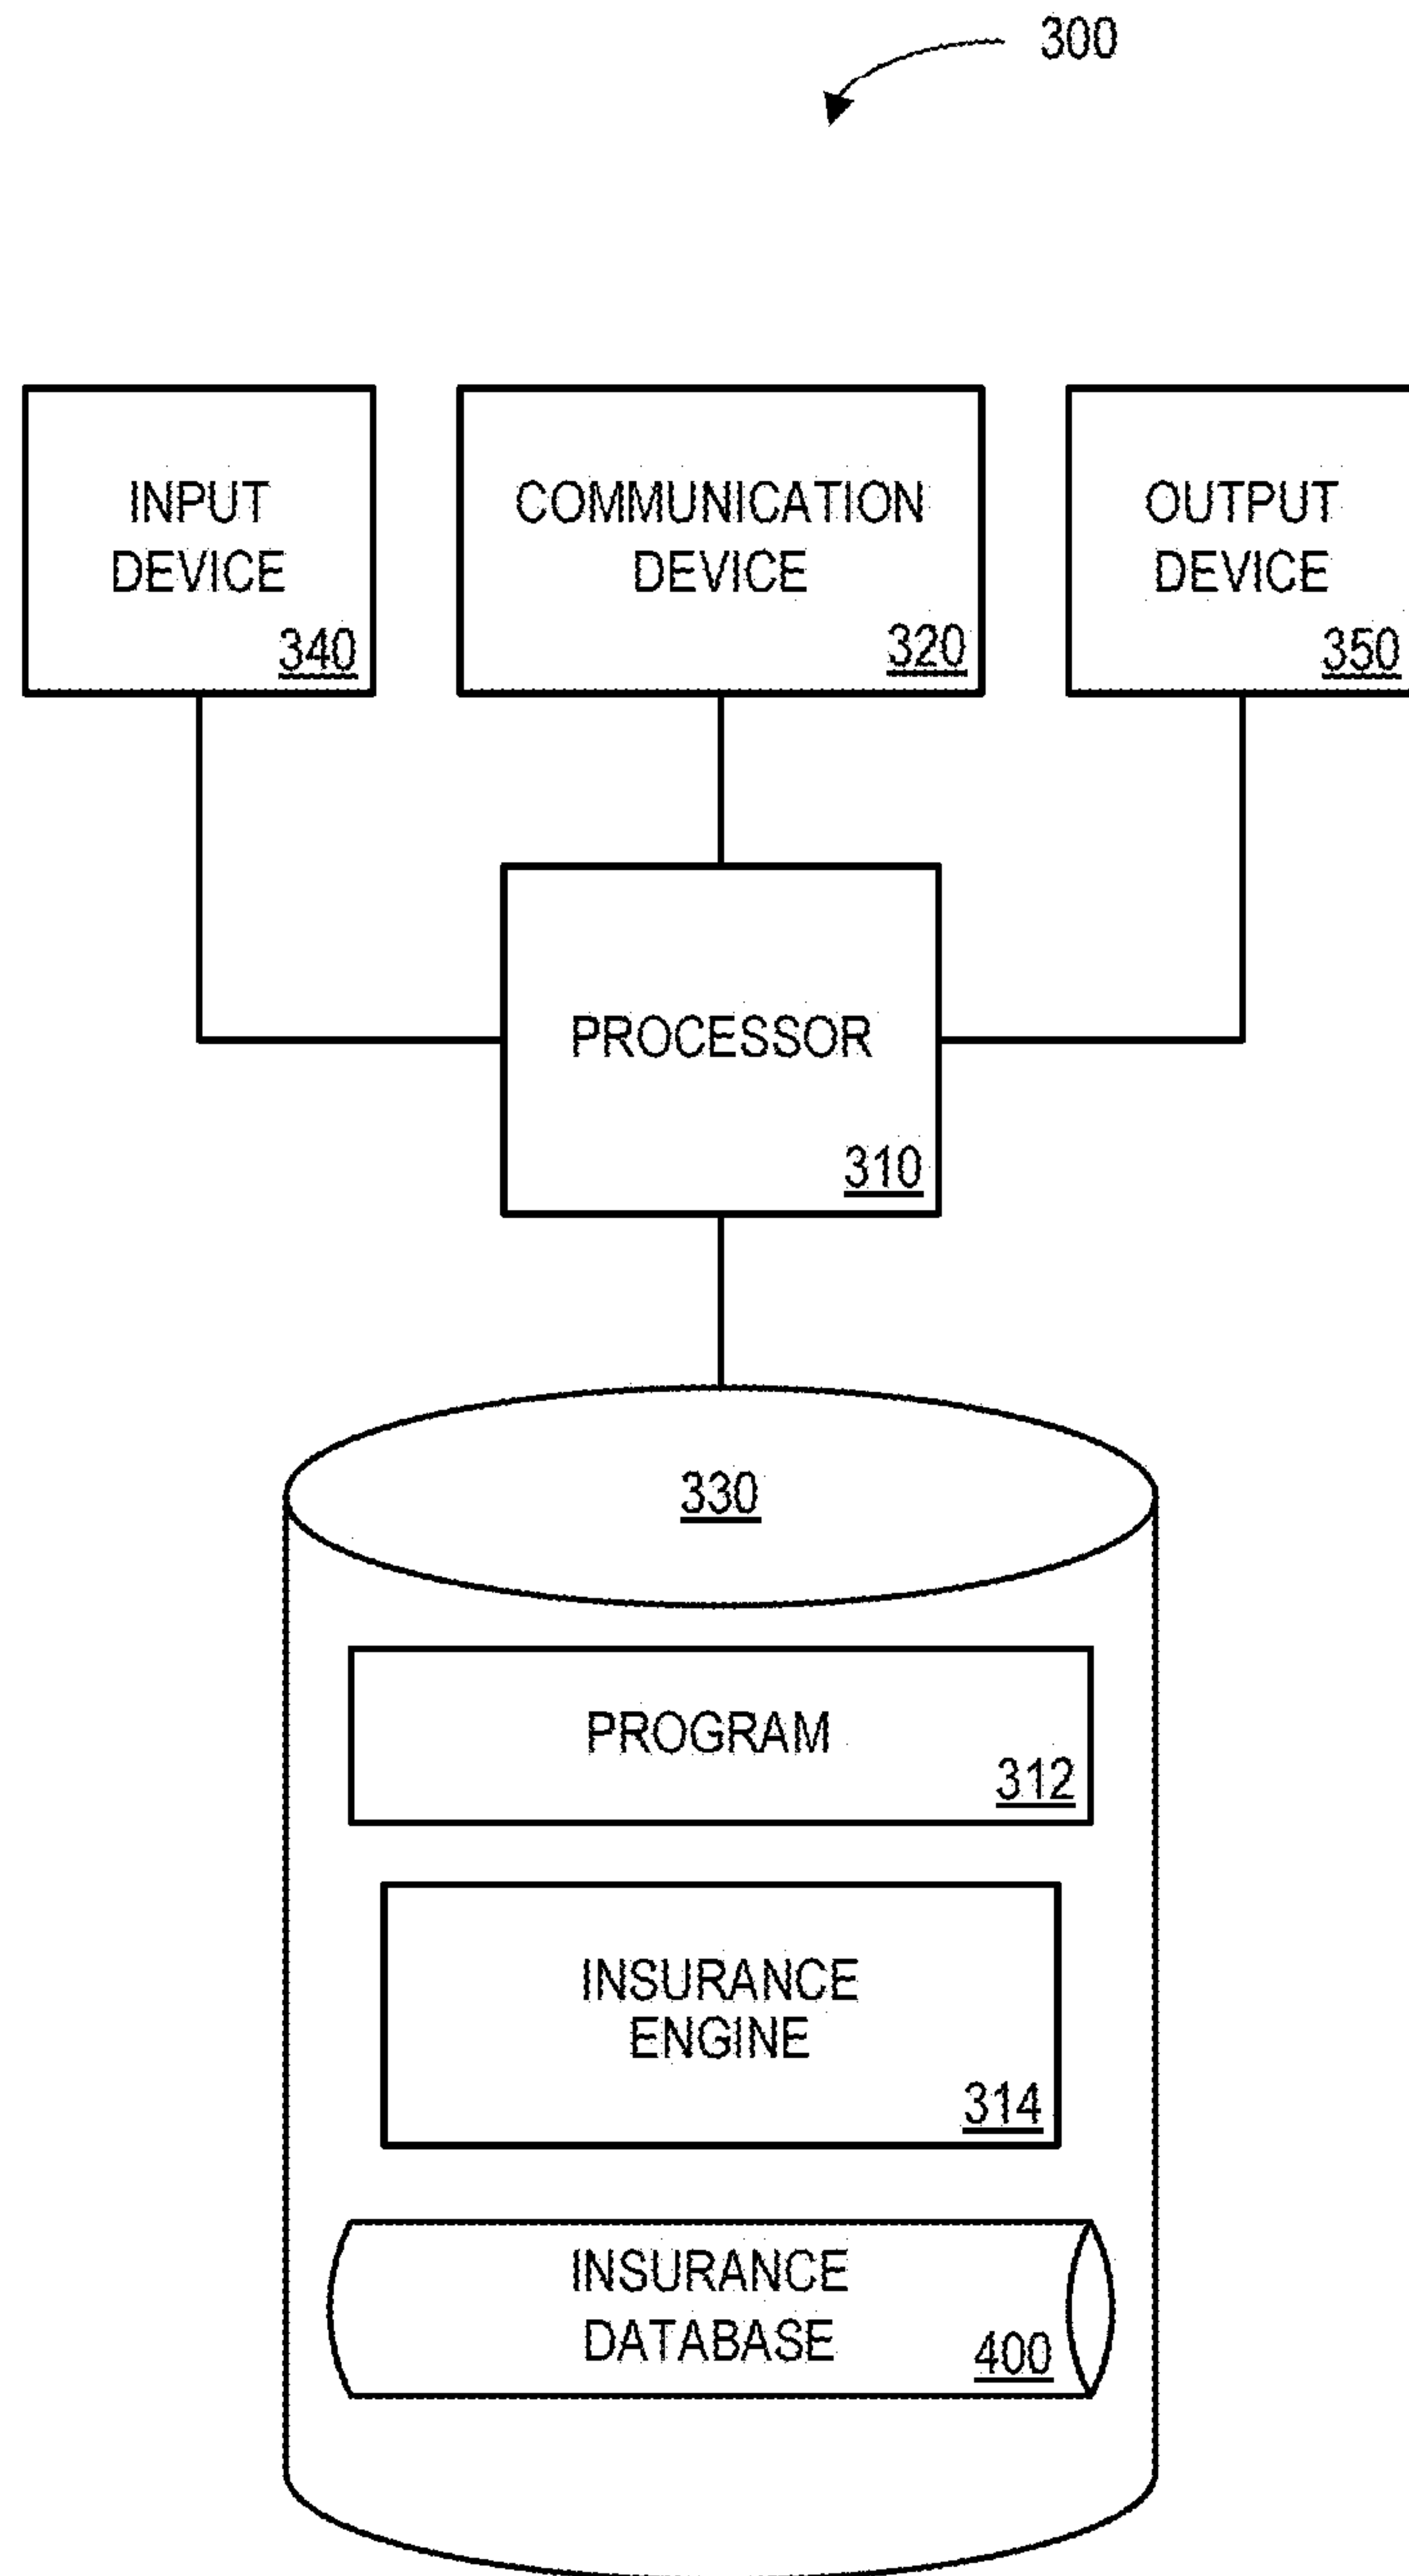 300
INPUT
DEVICE
340
COMMUNICATION
DEVICE
320
OUTPUT
DEVICE
350
PROCESSOR
310
330
PROGRAM
312
INSURANCE
ENGINE
314
INSURANCE
DATABASE
400